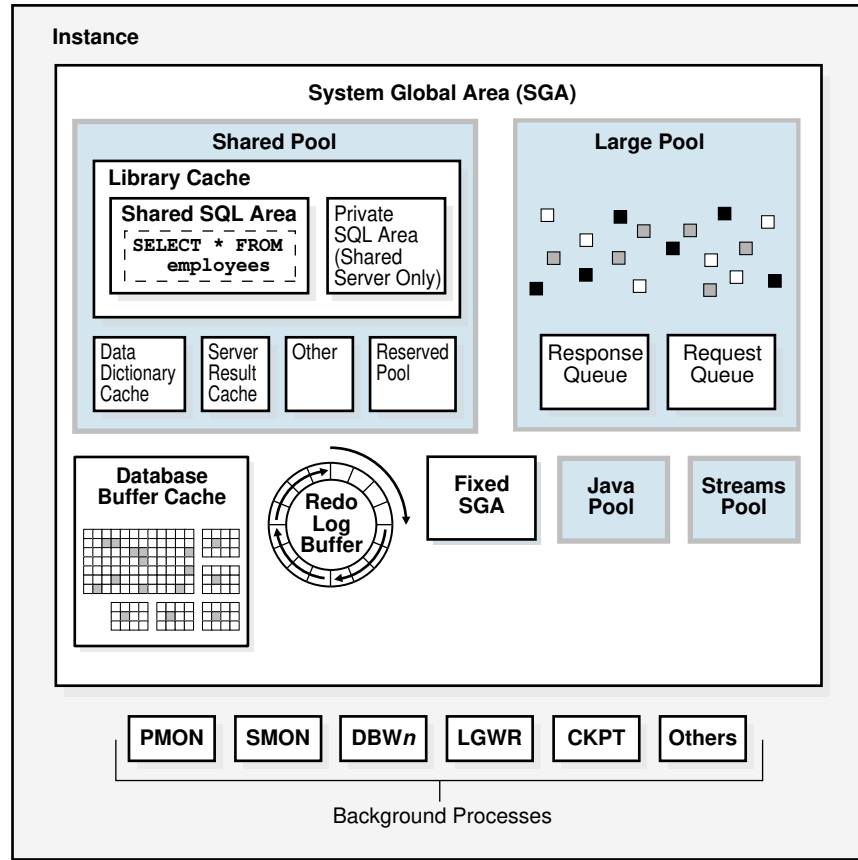 Instance
System Global Area (SGA)
Shared Pool
Library Cache
Shared SQL Area
SELECT * FROM
employees
Private
SQL Area
(Shared
Server Only)
Data
Dictionary
Cache
Server
Result
Cache
Other
Reserved
Pool
Large Pool
Response
Queue
Request
Queue
Database
Buffer Cache
Redo
Log
Buffer
Fixed
SGA
Java
Pool
Streams
Pool
PMON
SMON
DBWn
LGWR
CKPT
Others
Background Processes